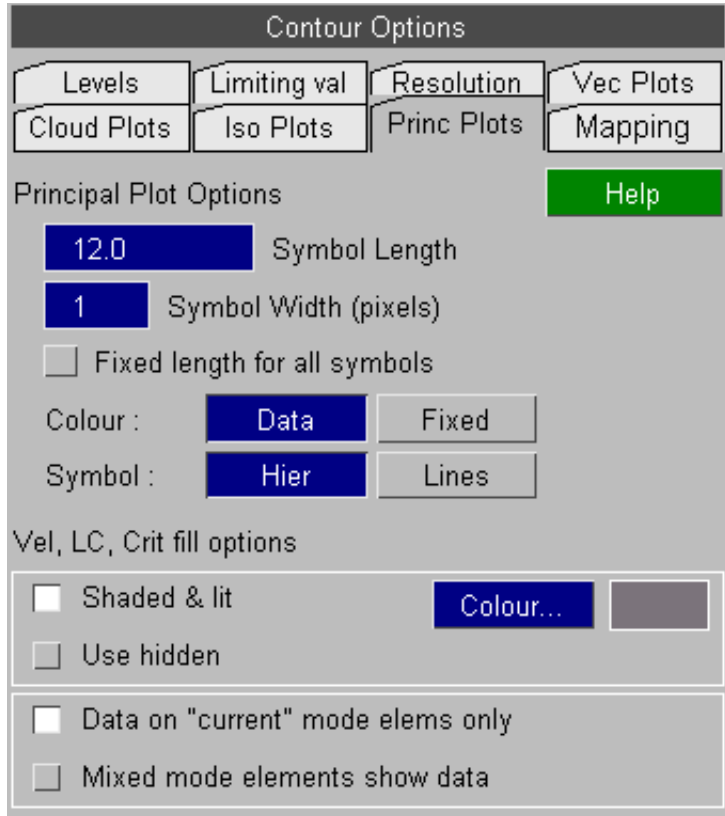 Contour Options
Levels Limiting val Resolution Vec Plots
Cloud Plots Iso Plots Princ Plots Mapping
Principal Plot Options Help
12.0 Symbol Length
1 Symbol Width (pixels)
Fixed length for all symbols
Colour : Data Fixed
Symbol : Hier Lines
Vel, LC, Crit fill options
Shaded & lit Colour...
Use hidden
Data on "current" mode elems only
Mixed mode elements show data